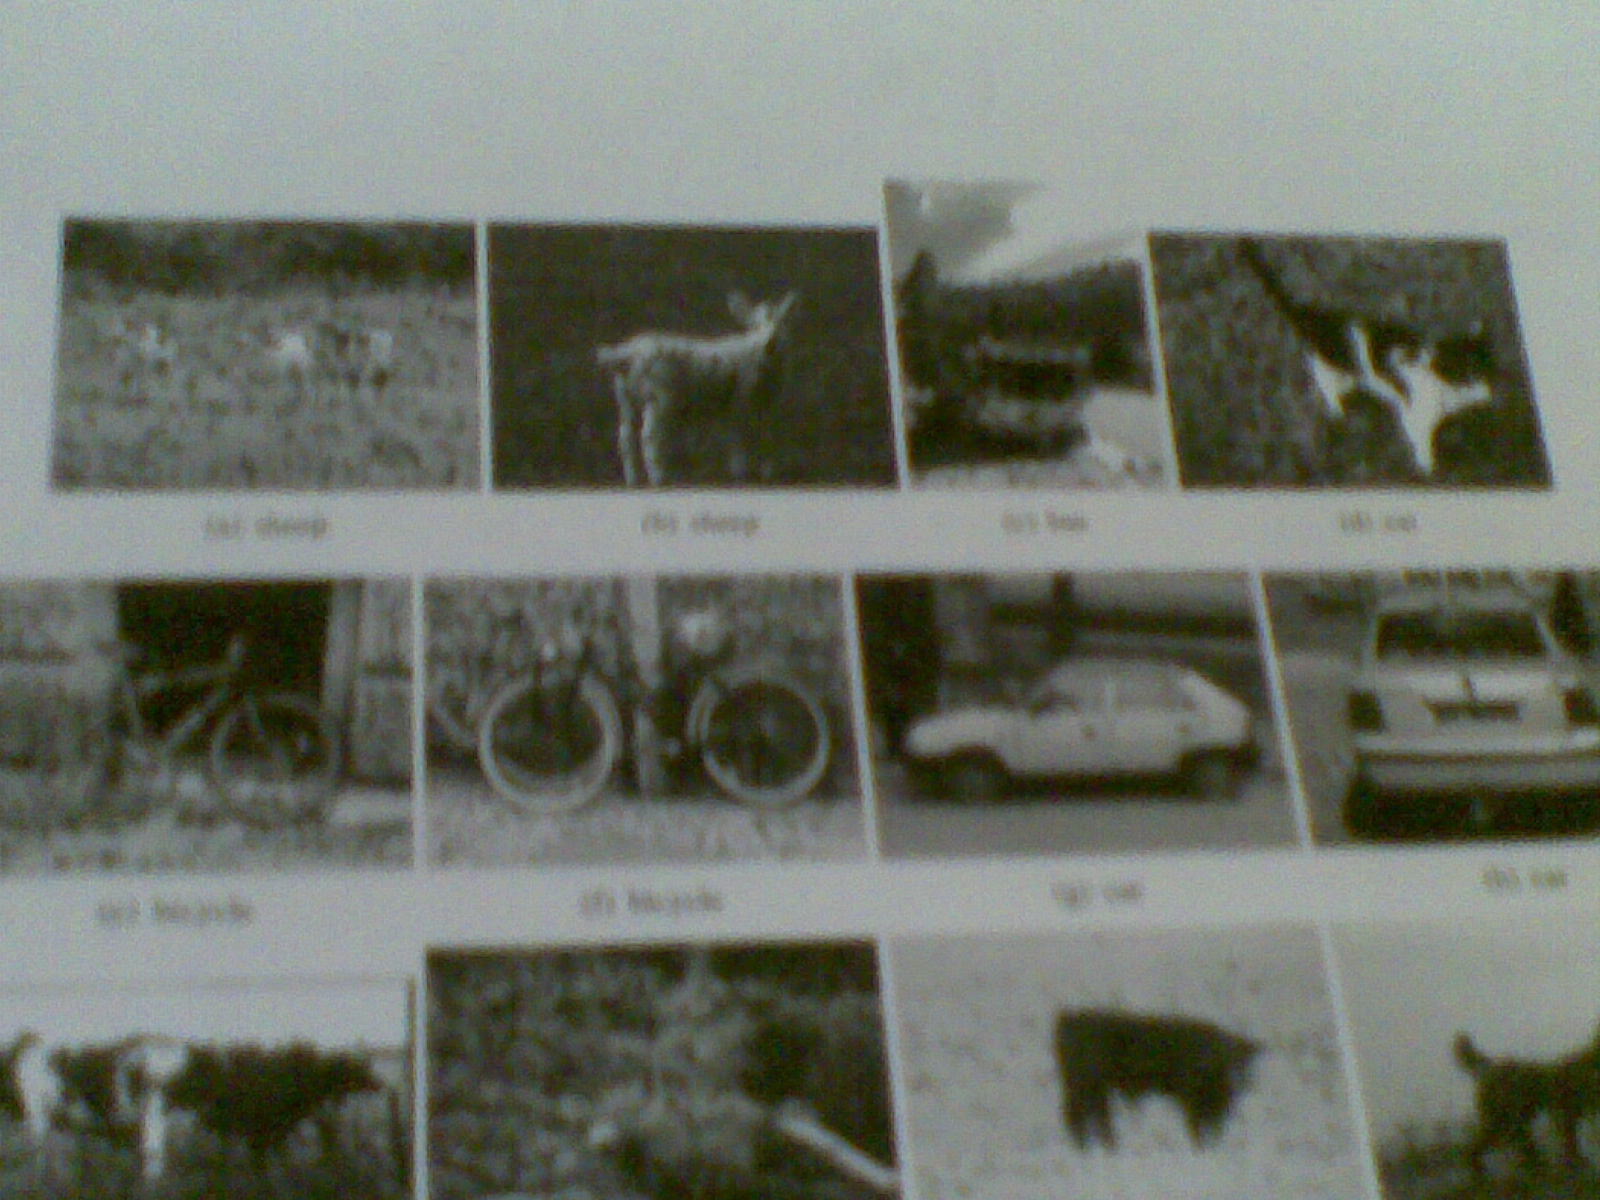 (a) sheep (b) sheep (c) bus (d) cat
(e) bicycle (f) bicycle (g) car (h) car